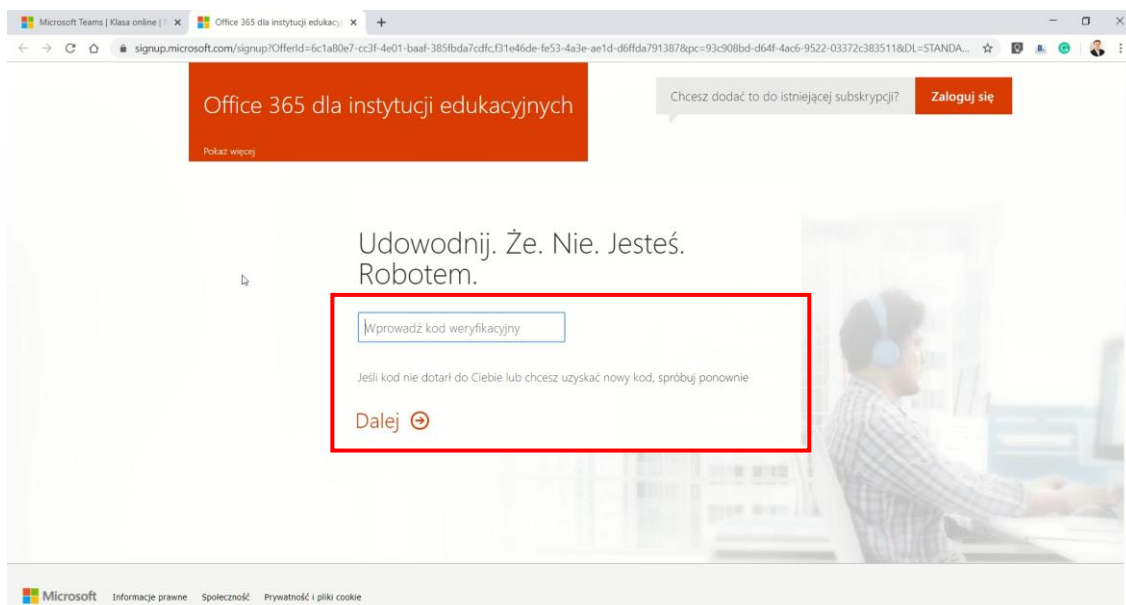 Microsoft Teams | Klasa online |
Office 365 dla instytucji edukacyj
signup.microsoft.com/signup?OfferId=6c1a80e7-cc3f-4e01-baaf-385fbda7cdfc,f31e46de-fe53-4a3e-ae1d-d6ffda791387&pc=93c908bd-d64f-4ac6-9522-03372c383511&DL=STANDA...
Office 365 dla instytucji edukacyjnych
Chcesz dodać to do istniejącej subskrypcji?
Zaloguj się
Pokaż więcej
Udowodnij. Że. Nie. Jesteś.
Robotem.
Wprowadź kod weryfikacyjny
Jeśli kod nie dotarł do Ciebie lub chcesz uzyskać nowy kod, spróbuj ponownie
Dalej
Microsoft Informacje prawne Społeczność Prywatność i pliki cookie